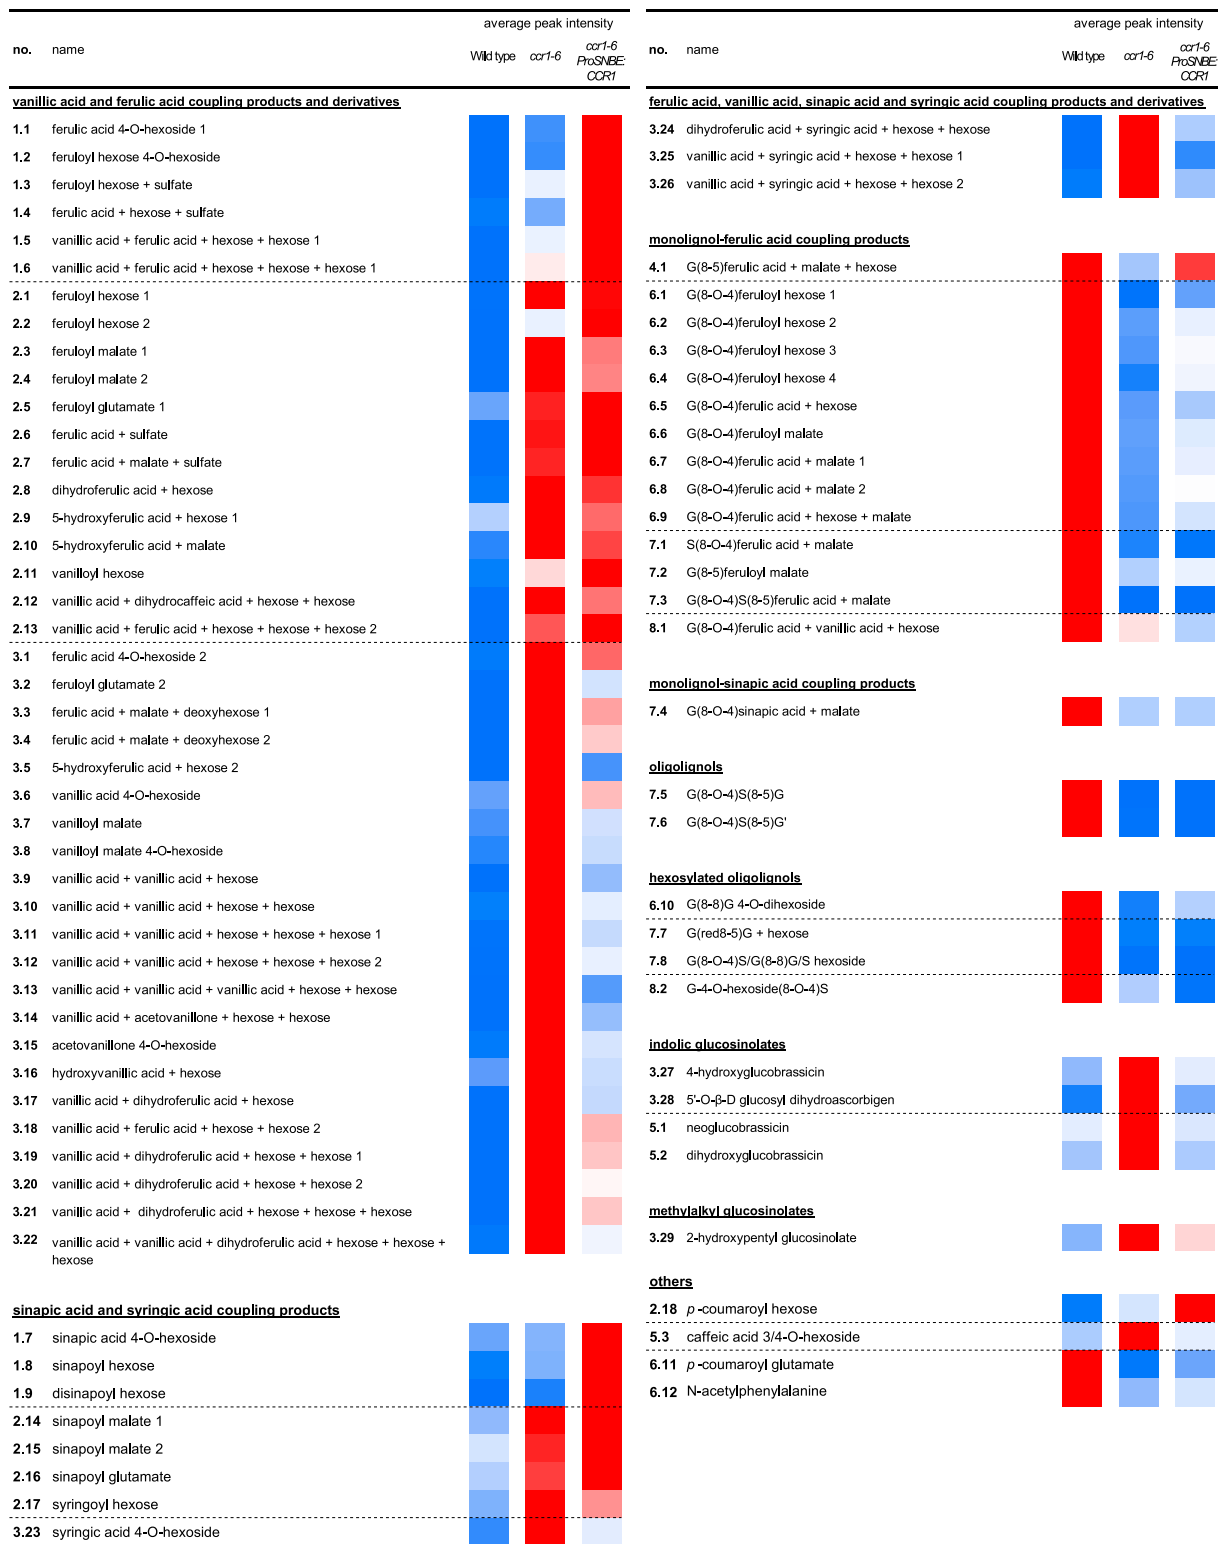 average peak intensity
no. name Wild type ccr1-6 ccr1-6 ProSNBE: CCR1
vanillic acid and ferulic acid coupling products and derivatives
1.1 ferulic acid 4-O-hexoside 1
1.2 feruloyl hexose 4-O-hexoside
1.3 feruloyl hexose + sulfate
1.4 ferulic acid + hexose + sulfate
1.5 vanillic acid + ferulic acid + hexose + hexose 1
1.6 vanillic acid + ferulic acid + hexose + hexose + hexose 1
2.1 feruloyl hexose 1
2.2 feruloyl hexose 2
2.3 feruloyl malate 1
2.4 feruloyl malate 2
2.5 feruloyl glutamate 1
2.6 ferulic acid + sulfate
2.7 ferulic acid + malate + sulfate
2.8 dihydroferulic acid + hexose
2.9 5-hydroxyferulic acid + hexose 1
2.10 5-hydroxyferulic acid + malate
2.11 vanilloyl hexose
2.12 vanillic acid + dihydrocaffeic acid + hexose + hexose
2.13 vanillic acid + ferulic acid + hexose + hexose + hexose 2
3.1 ferulic acid 4-O-hexoside 2
3.2 feruloyl glutamate 2
3.3 ferulic acid + malate + deoxyhexose 1
3.4 ferulic acid + malate + deoxyhexose 2
3.5 5-hydroxyferulic acid + hexose 2
3.6 vanillic acid 4-O-hexoside
3.7 vanilloyl malate
3.8 vanilloyl malate 4-O-hexoside
3.9 vanillic acid + vanillic acid + hexose
3.10 vanillic acid + vanillic acid + hexose + hexose
3.11 vanillic acid + vanillic acid + hexose + hexose + hexose 1
3.12 vanillic acid + vanillic acid + hexose + hexose + hexose 2
3.13 vanillic acid + vanillic acid + vanillic acid + hexose + hexose
3.14 vanillic acid + acetovanillone + hexose + hexose
3.15 acetovanillone 4-O-hexoside
3.16 hydroxyvanillic acid + hexose
3.17 vanillic acid + dihydroferulic acid + hexose
3.18 vanillic acid + ferulic acid + hexose + hexose 2
3.19 vanillic acid + dihydroferulic acid + hexose + hexose 1
3.20 vanillic acid + dihydroferulic acid + hexose + hexose 2
3.21 vanillic acid + dihydroferulic acid + hexose + hexose + hexose
3.22 vanillic acid + vanillic acid + dihydroferulic acid + hexose + hexose +
hexose
sinapic acid and syringic acid coupling products
1.7 sinapic acid 4-O-hexoside
1.8 sinapoyl hexose
1.9 disinapoyl hexose
2.14 sinapoyl malate 1
2.15 sinapoyl malate 2
2.16 sinapoyl glutamate
2.17 syringoyl hexose
3.23 syringic acid 4-O-hexoside
average peak intensity
no. name Wild type ccr1-6 ccr1-6 ProSNBE: CCR1
ferulic acid, vanillic acid, sinapic acid and syringic acid coupling products and derivatives
3.24 dihydroferulic acid + syringic acid + hexose + hexose
3.25 vanillic acid + syringic acid + hexose + hexose 1
3.26 vanillic acid + syringic acid + hexose + hexose 2
monolignol-ferulic acid coupling products
4.1 G(8-5)ferulic acid + malate + hexose
6.1 G(8-O-4)feruloyl hexose 1
6.2 G(8-O-4)feruloyl hexose 2
6.3 G(8-O-4)feruloyl hexose 3
6.4 G(8-O-4)feruloyl hexose 4
6.5 G(8-O-4)ferulic acid + hexose
6.6 G(8-O-4)feruloyl malate
6.7 G(8-O-4)ferulic acid + malate 1
6.8 G(8-O-4)ferulic acid + malate 2
6.9 G(8-O-4)ferulic acid + hexose + malate
7.1 S(8-O-4)ferulic acid + malate
7.2 G(8-5)feruloyl malate
7.3 G(8-O-4)S(8-5)ferulic acid + malate
8.1 G(8-O-4)ferulic acid + vanillic acid + hexose
monolignol-sinapic acid coupling products
7.4 G(8-O-4)sinapic acid + malate
oligolignols
7.5 G(8-O-4)S(8-5)G
7.6 G(8-O-4)S(8-5)G'
hexosylated oligolignols
6.10 G(8-8)G 4-O-dihexoside
7.7 G(red8-5)G + hexose
7.8 G(8-O-4)S/G(8-8)G/S hexoside
8.2 G-4-O-hexoside(8-O-4)S
indolic glucosinolates
3.27 4-hydroxyglucobrassicin
3.28 5'-O-β-D glucosyl dihydroascorbigen
5.1 neoglucobrassicin
5.2 dihydroxyglucobrassicin
methylalkyl glucosinolates
3.29 2-hydroxypentyl glucosinolate
others
2.18 p-coumaroyl hexose
5.3 caffeic acid 3/4-O-hexoside
6.11 p-coumaroyl glutamate
6.12 N-acetylphenylalanine